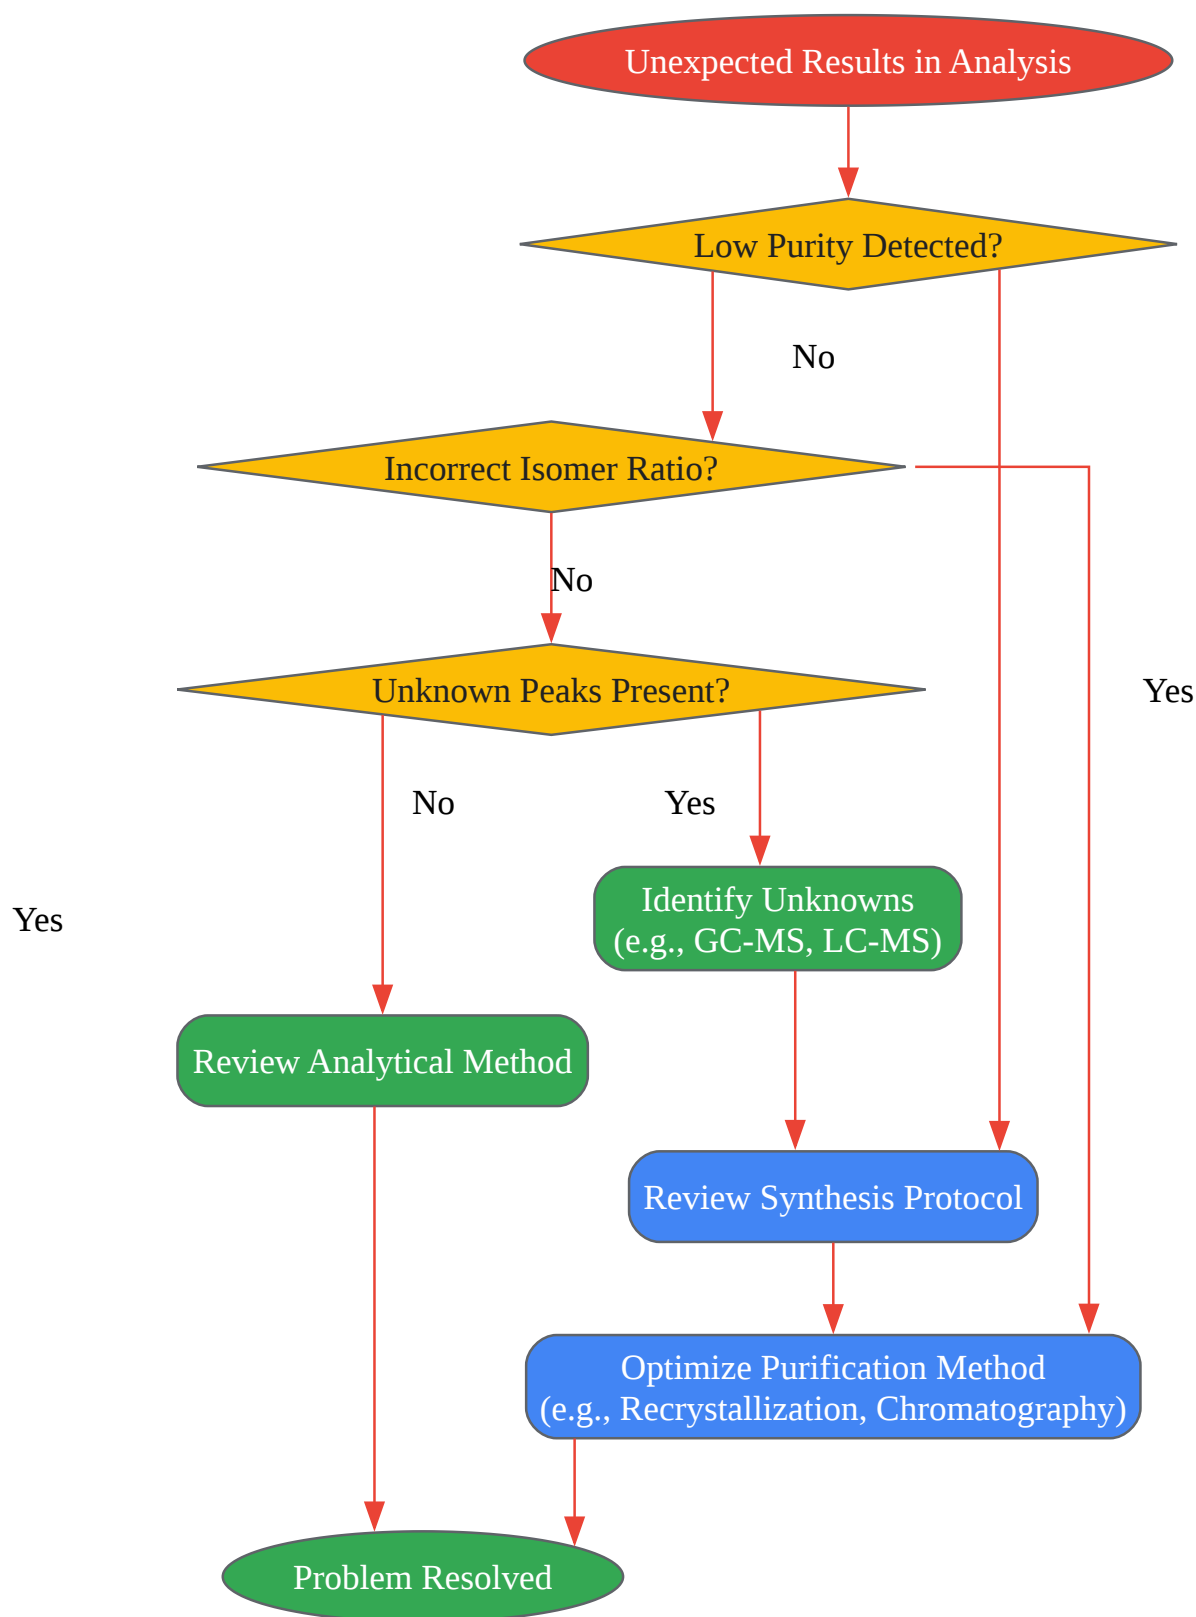 Unexpected Results in Analysis
Low Purity Detected?
No
Incorrect Isomer Ratio?
No
Unknown Peaks Present?
Yes
No
Yes
Identify Unknowns
(e.g., GC-MS, LC-MS)
Yes
Review Analytical Method
Review Synthesis Protocol
Optimize Purification Method
(e.g., Recrystallization, Chromatography)
Problem Resolved